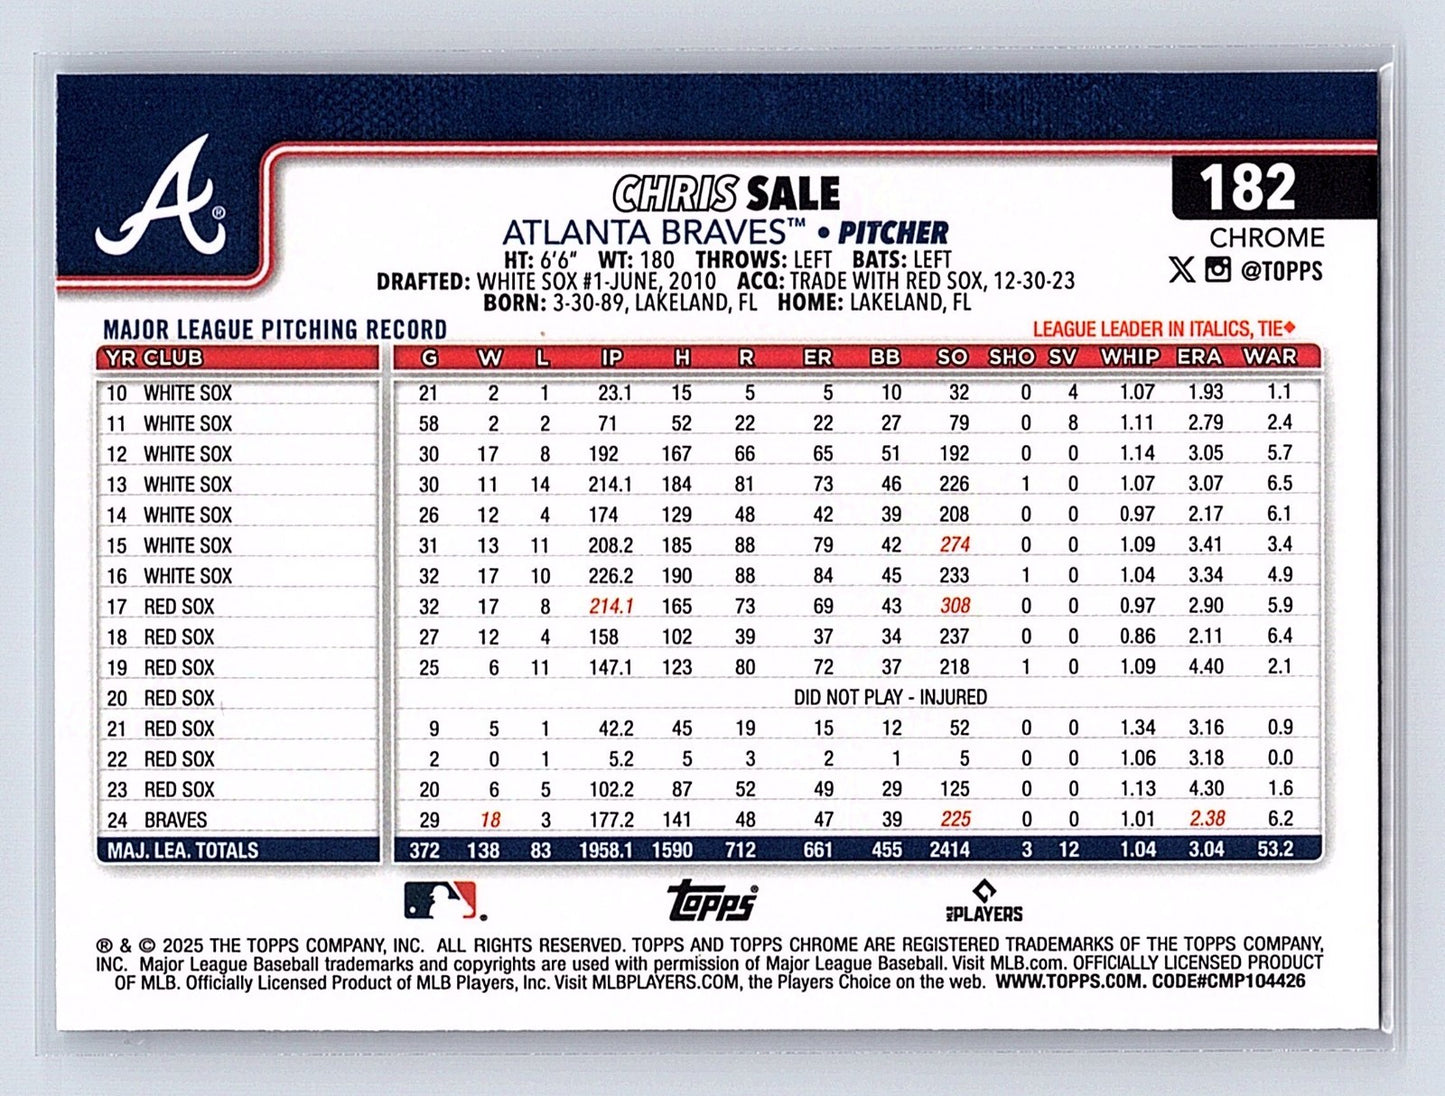 182
CHRIS SALE
ATLANTA BRAVES™ • PITCHER
CHROME
HT: 6'6" WT: 180 THROWS: LEFT BATS: LEFT
@TOPPS
DRAFTED: WHITE SOX #1-JUNE, 2010 ACQ: TRADE WITH RED SOX, 12-30-23
BORN: 3-30-89, LAKELAND, FL HOME: LAKELAND, FL
MAJOR LEAGUE PITCHING RECORD LEAGUE LEADER IN ITALICS, TIE♦
YR CLUB G W L IP H R ER BB SO SHO SV WHIP ERA WAR
10 WHITE SOX 21 2 1 23.1 15 5 5 10 32 0 4 1.07 1.93 1.1
11 WHITE SOX 58 2 2 71 52 22 22 27 79 0 8 1.11 2.79 2.4
12 WHITE SOX 30 17 8 192 167 66 65 51 192 0 0 1.14 3.05 5.7
13 WHITE SOX 30 11 14 214.1 184 81 73 46 226 1 0 1.07 3.07 6.5
14 WHITE SOX 26 12 4 174 129 48 42 39 208 0 0 0.97 2.17 6.1
15 WHITE SOX 31 13 11 208.2 185 88 79 42 274 0 0 1.09 3.41 3.4
16 WHITE SOX 32 17 10 226.2 190 88 84 45 233 1 0 1.04 3.34 4.9
17 RED SOX 32 17 8 214.1 165 73 69 43 308 0 0 0.97 2.90 5.9
18 RED SOX 27 12 4 158 102 39 37 34 237 0 0 0.86 2.11 6.4
19 RED SOX 25 6 11 147.1 123 80 72 37 218 1 0 1.09 4.40 2.1
20 RED SOX DID NOT PLAY - INJURED
21 RED SOX 9 5 1 42.2 45 19 15 12 52 0 0 1.34 3.16 0.9
22 RED SOX 2 0 1 5.2 5 3 2 1 5 0 0 1.06 3.18 0.0
23 RED SOX 20 6 5 102.2 87 52 49 29 125 0 0 1.13 4.30 1.6
24 BRAVES 29 18 3 177.2 141 48 47 39 225 0 0 1.01 2.38 6.2
MAJ. LEA. TOTALS 372 138 83 1958.1 1590 712 661 455 2414 3 12 1.04 3.04 53.2
Topps® MLB PLAYERS
® & © 2025 THE TOPPS COMPANY, INC. ALL RIGHTS RESERVED. TOPPS AND TOPPS CHROME ARE REGISTERED TRADEMARKS OF THE TOPPS COMPANY,
INC. Major League Baseball trademarks and copyrights are used with permission of Major League Baseball. Visit MLB.com. OFFICIALLY LICENSED PRODUCT
OF MLB. Officially Licensed Product of MLB Players, Inc. Visit MLBPLAYERS.COM, the Players Choice on the web. WWW.TOPPS.COM. CODE#CMP104426